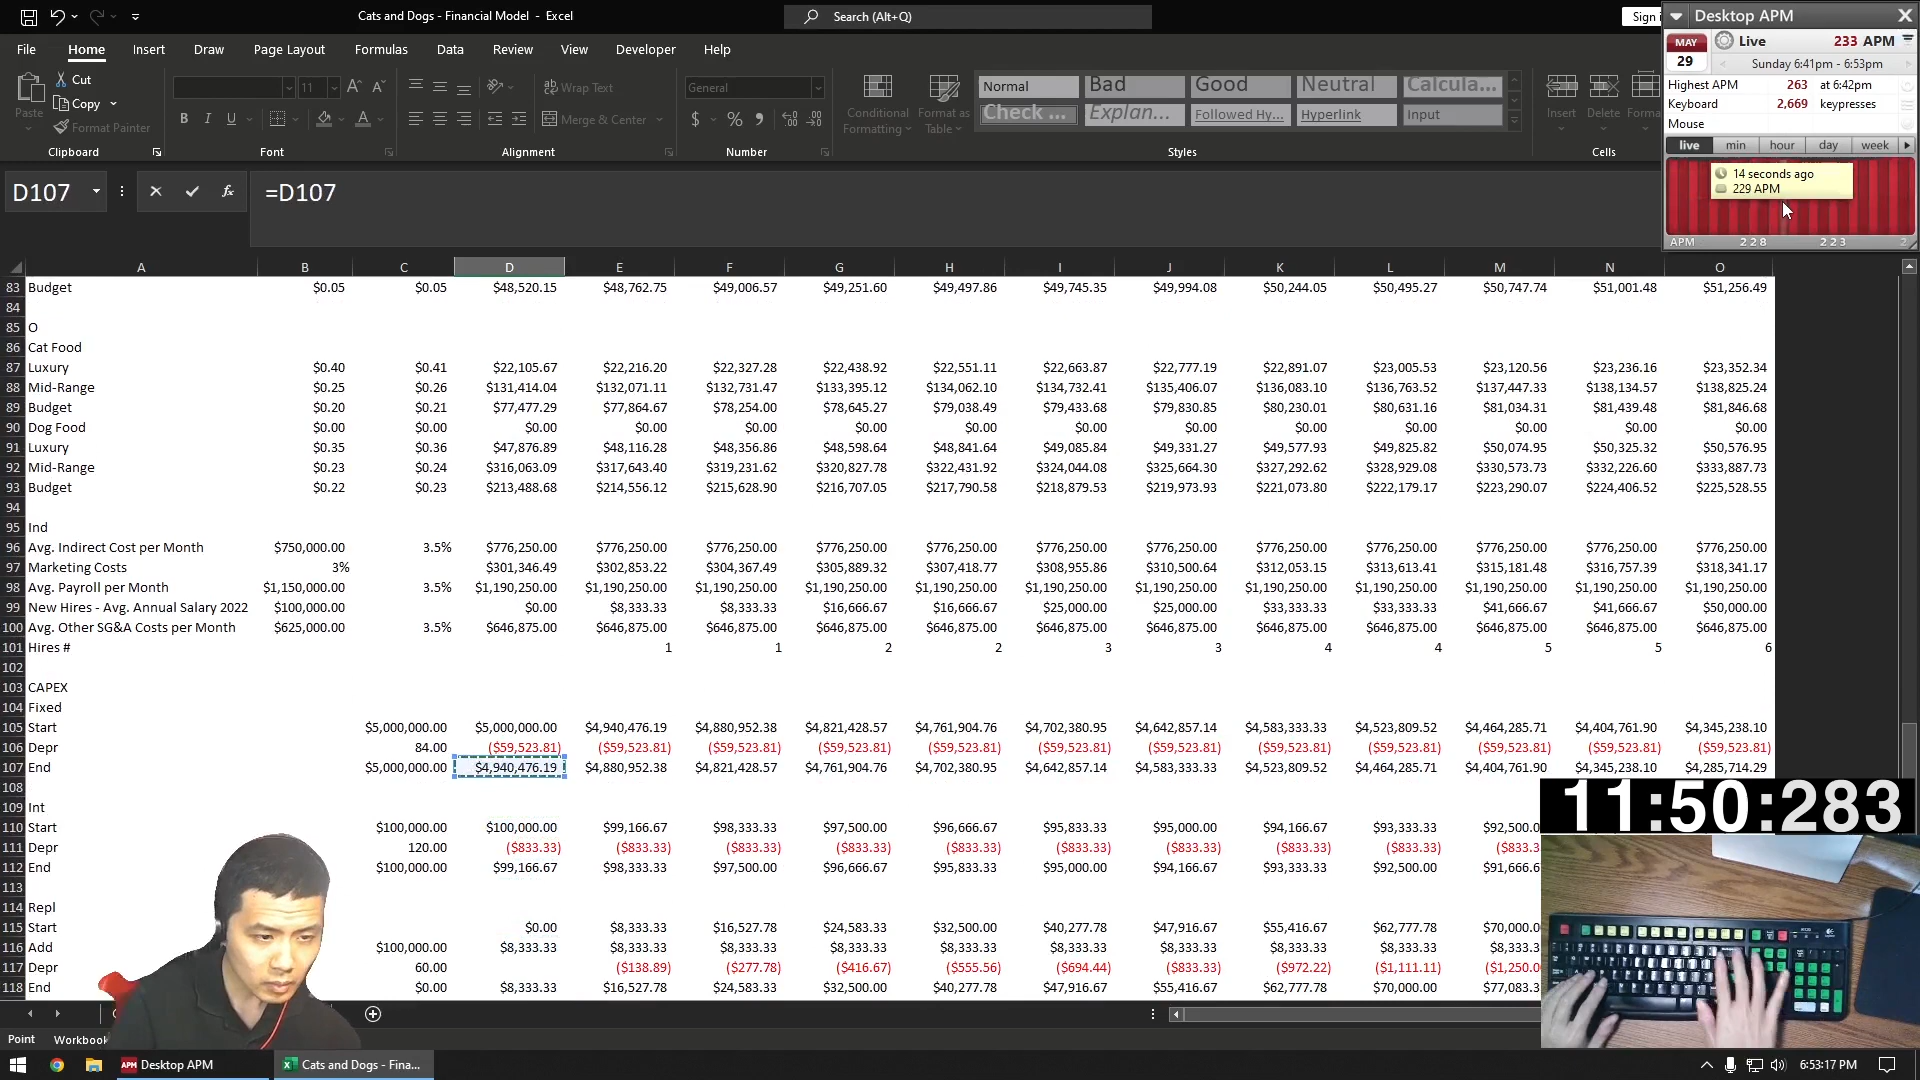 Cats and Dogs - Financial Model - Excel
Search (Alt+Q)
Sign i
File Home Insert Draw Page Layout Formulas Data Review View Developer Help
Paste
Cut
Copy
Format Painter
Clipboard
11
B I U
Font
Wrap Text
Merge & Center
Alignment
General
$ % ,
Number
Conditional Formatting
Format as Table
Normal Bad Good Neutral Calcula...
Check ... Explan... Followed Hy... Hyperlink Input
Styles
Insert Delete Forma
Cells
Desktop APM
MAY 29
Live 233 APM
Sunday 6:41pm - 6:53pm
Highest APM 263 at 6:42pm
Keyboard 2,669 keypresses
Mouse
live min hour day week
14 seconds ago
229 APM
APM 228 223 2
D107 =D107
A B C D E F G H I J K L M N O
83 Budget $0.05 $0.05 $48,520.15 $48,762.75 $49,006.57 $49,251.60 $49,497.86 $49,745.35 $49,994.08 $50,244.05 $50,495.27 $50,747.74 $51,001.48 $51,256.49
84
85 O
86 Cat Food
87 Luxury $0.40 $0.41 $22,105.67 $22,216.20 $22,327.28 $22,438.92 $22,551.11 $22,663.87 $22,777.19 $22,891.07 $23,005.53 $23,120.56 $23,236.16 $23,352.34
88 Mid-Range $0.25 $0.26 $131,414.04 $132,071.11 $132,731.47 $133,395.12 $134,062.10 $134,732.41 $135,406.07 $136,083.10 $136,763.52 $137,447.33 $138,134.57 $138,825.24
89 Budget $0.20 $0.21 $77,477.29 $77,864.67 $78,254.00 $78,645.27 $79,038.49 $79,433.68 $79,830.85 $80,230.01 $80,631.16 $81,034.31 $81,439.48 $81,846.68
90 Dog Food $0.00 $0.00 $0.00 $0.00 $0.00 $0.00 $0.00 $0.00 $0.00 $0.00 $0.00 $0.00 $0.00 $0.00
91 Luxury $0.35 $0.36 $47,876.89 $48,116.28 $48,356.86 $48,598.64 $48,841.64 $49,085.84 $49,331.27 $49,577.93 $49,825.82 $50,074.95 $50,325.32 $50,576.95
92 Mid-Range $0.23 $0.24 $316,063.09 $317,643.40 $319,231.62 $320,827.78 $322,431.92 $324,044.08 $325,664.30 $327,292.62 $328,929.08 $330,573.73 $332,226.60 $333,887.73
93 Budget $0.22 $0.23 $213,488.68 $214,556.12 $215,628.90 $216,707.05 $217,790.58 $218,879.53 $219,973.93 $221,073.80 $222,179.17 $223,290.07 $224,406.52 $225,528.55
94
95 Ind
96 Avg. Indirect Cost per Month $750,000.00 3.5% $776,250.00 $776,250.00 $776,250.00 $776,250.00 $776,250.00 $776,250.00 $776,250.00 $776,250.00 $776,250.00 $776,250.00 $776,250.00 $776,250.00
97 Marketing Costs 3% $301,346.49 $302,853.22 $304,367.49 $305,889.32 $307,418.77 $308,955.86 $310,500.64 $312,053.15 $313,613.41 $315,181.48 $316,757.39 $318,341.17
98 Avg. Payroll per Month $1,150,000.00 3.5% $1,190,250.00 $1,190,250.00 $1,190,250.00 $1,190,250.00 $1,190,250.00 $1,190,250.00 $1,190,250.00 $1,190,250.00 $1,190,250.00 $1,190,250.00 $1,190,250.00 $1,190,250.00
99 New Hires - Avg. Annual Salary 2022 $100,000.00 $0.00 $8,333.33 $8,333.33 $16,666.67 $16,666.67 $25,000.00 $25,000.00 $33,333.33 $33,333.33 $41,666.67 $41,666.67 $50,000.00
100 Avg. Other SG&A Costs per Month $625,000.00 3.5% $646,875.00 $646,875.00 $646,875.00 $646,875.00 $646,875.00 $646,875.00 $646,875.00 $646,875.00 $646,875.00 $646,875.00 $646,875.00 $646,875.00
101 Hires # 1 1 2 2 3 3 4 4 5 5 6
102
103 CAPEX
104 Fixed
105 Start $5,000,000.00 $5,000,000.00 $4,940,476.19 $4,880,952.38 $4,821,428.57 $4,761,904.76 $4,702,380.95 $4,642,857.14 $4,583,333.33 $4,523,809.52 $4,464,285.71 $4,404,761.90 $4,345,238.10
106 Depr 84.00 ($59,523.81) ($59,523.81) ($59,523.81) ($59,523.81) ($59,523.81) ($59,523.81) ($59,523.81) ($59,523.81) ($59,523.81) ($59,523.81) ($59,523.81) ($59,523.81)
107 End $5,000,000.00 $4,940,476.19 $4,880,952.38 $4,821,428.57 $4,761,904.76 $4,702,380.95 $4,642,857.14 $4,583,333.33 $4,523,809.52 $4,464,285.71 $4,404,761.90 $4,345,238.10 $4,285,714.29
108
109 Int
110 Start $100,000.00 $100,000.00 $99,166.67 $98,333.33 $97,500.00 $96,666.67 $95,833.33 $95,000.00 $94,166.67 $93,333.33 $92,500.0
111 Depr 120.00 ($833.33) ($833.33) ($833.33) ($833.33) ($833.33) ($833.33) ($833.33) ($833.33) ($833.33) ($833.3
112 End $100,000.00 $99,166.67 $98,333.33 $97,500.00 $96,666.67 $95,833.33 $95,000.00 $94,166.67 $93,333.33 $92,500.00 $91,666.6
113
114 Repl
115 Start $0.00 $8,333.33 $16,527.78 $24,583.33 $32,500.00 $40,277.78 $47,916.67 $55,416.67 $62,777.78 $70,000.0
116 Add $100,000.00 $8,333.33 $8,333.33 $8,333.33 $8,333.33 $8,333.33 $8,333.33 $8,333.33 $8,333.33 $8,333.33 $8,333.3
117 Depr 60.00 ($138.89) ($277.78) ($416.67) ($555.56) ($694.44) ($833.33) ($972.22) ($1,111.11) ($1,250.0
118 End $0.00 $8,333.33 $16,527.78 $24,583.33 $32,500.00 $40,277.78 $47,916.67 $55,416.67 $62,777.78 $70,000.00 $77,083.3
11:50:283
Point Workbook
Desktop APM
Cats and Dogs - Fina...
6:53:17 PM